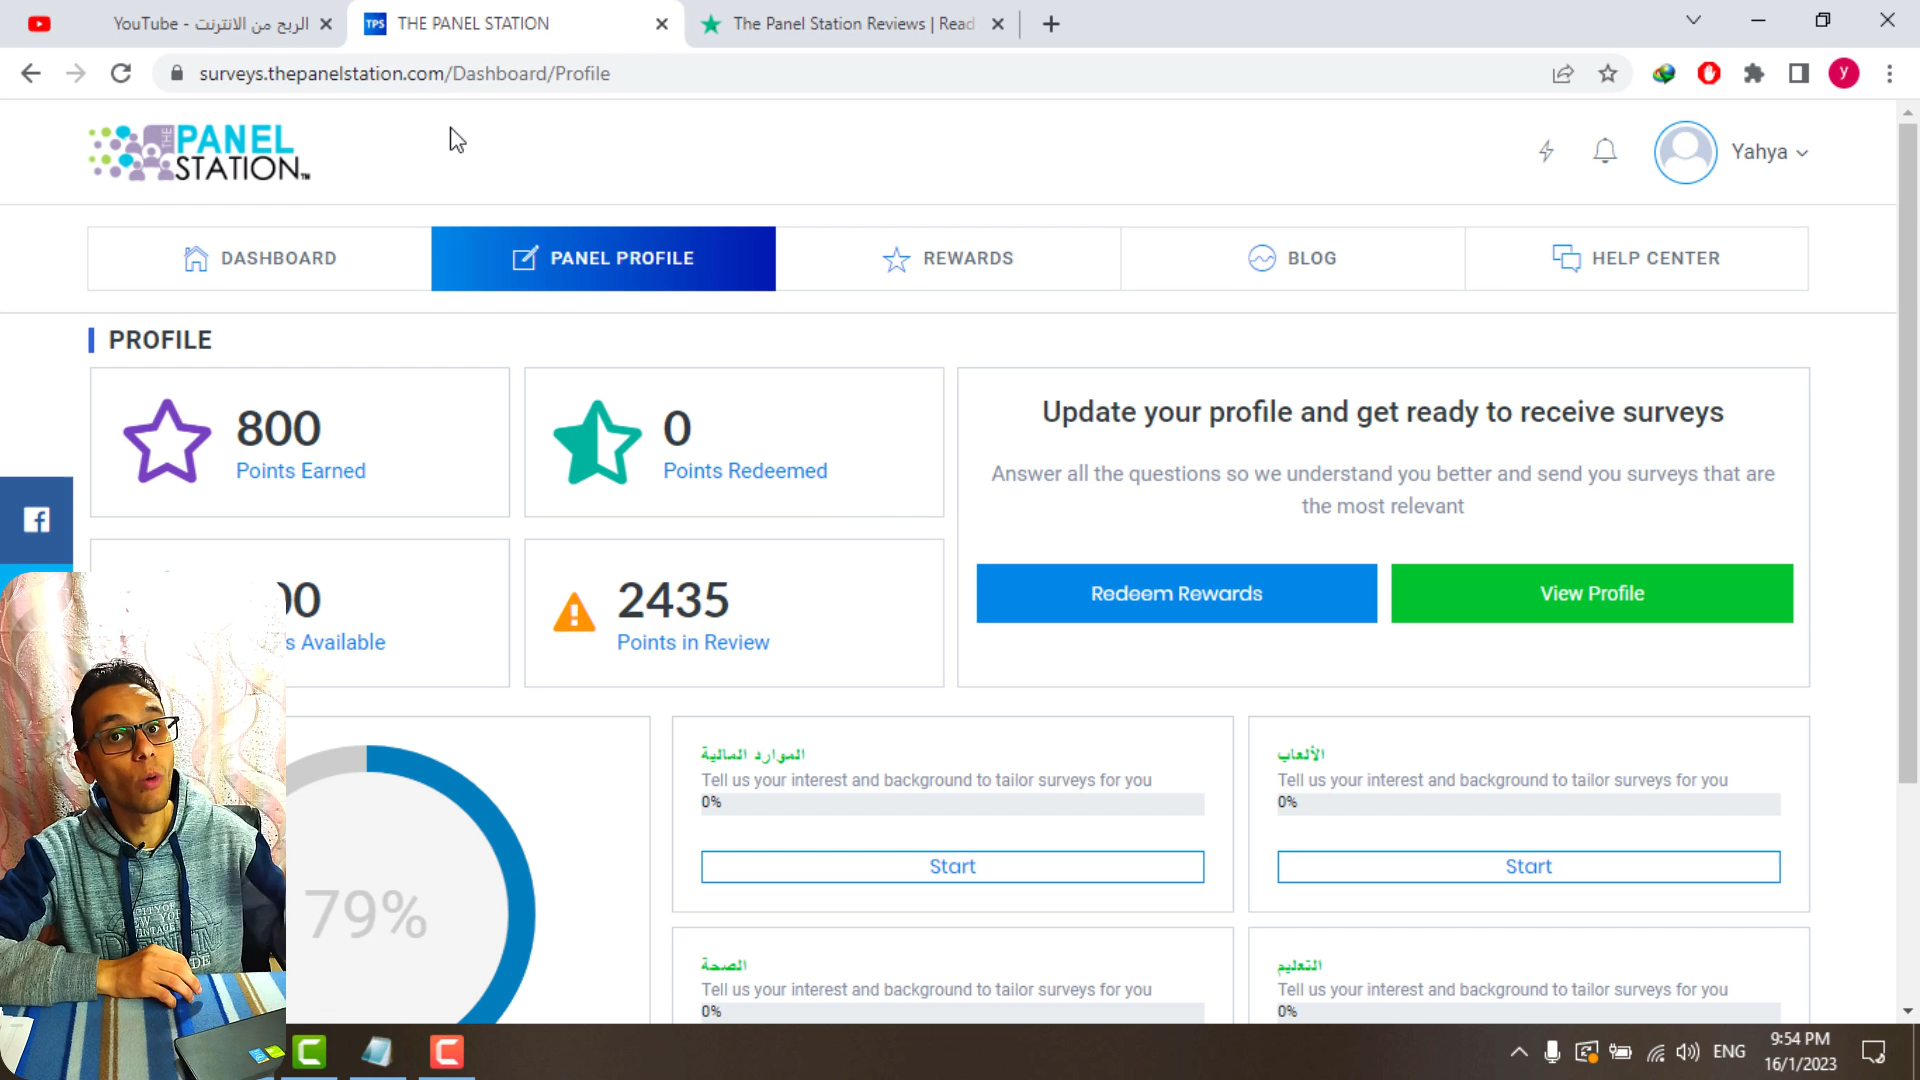 YouTube - الربح من الانترنت
TPS THE PANEL STATION
The Panel Station Reviews | Read
surveys.thepanelstation.com/Dashboard/Profile
y
THE PANEL STATION™
Yahya
DASHBOARD
PANEL PROFILE
REWARDS
BLOG
HELP CENTER
PROFILE
800
Points Earned
0
Points Redeemed
Update your profile and get ready to receive surveys
Answer all the questions so we understand you better and send you surveys that are
the most relevant
Redeem Rewards
View Profile
Available
2435
Points in Review
79%
الموارد المالية
Tell us your interest and background to tailor surveys for you
0%
Start
الألعاب
Tell us your interest and background to tailor surveys for you
0%
Start
الصحة
Tell us your interest and background to tailor surveys for you
0%
التعليم
Tell us your interest and background to tailor surveys for you
0%
ENG
9:54 PM
16/1/2023